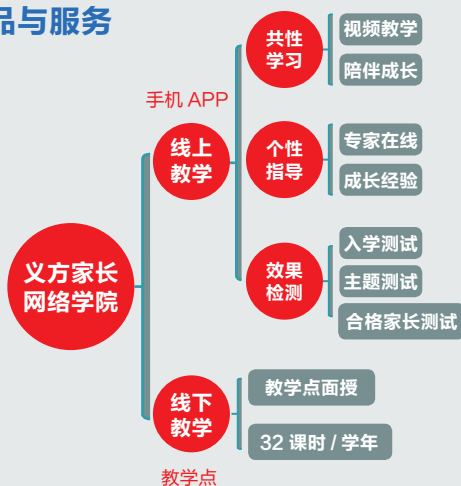 品与服务
手机 APP
义方家长
网络学院
线上
教学
共性
学习
视频教学
陪伴成长
个性
指导
专家在线
成长经验
效果
检测
入学测试
主题测试
合格家长测试
线下
教学
教学点面授
32 课时 / 学年
教学点